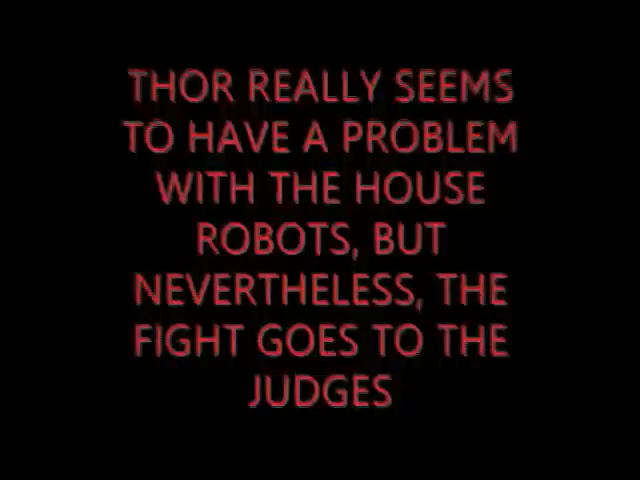 THOR REALLY SEEMS
TO HAVE A PROBLEM
WITH THE HOUSE
ROBOTS, BUT
NEVERTHELESS, THE
FIGHT GOES TO THE
JUDGES